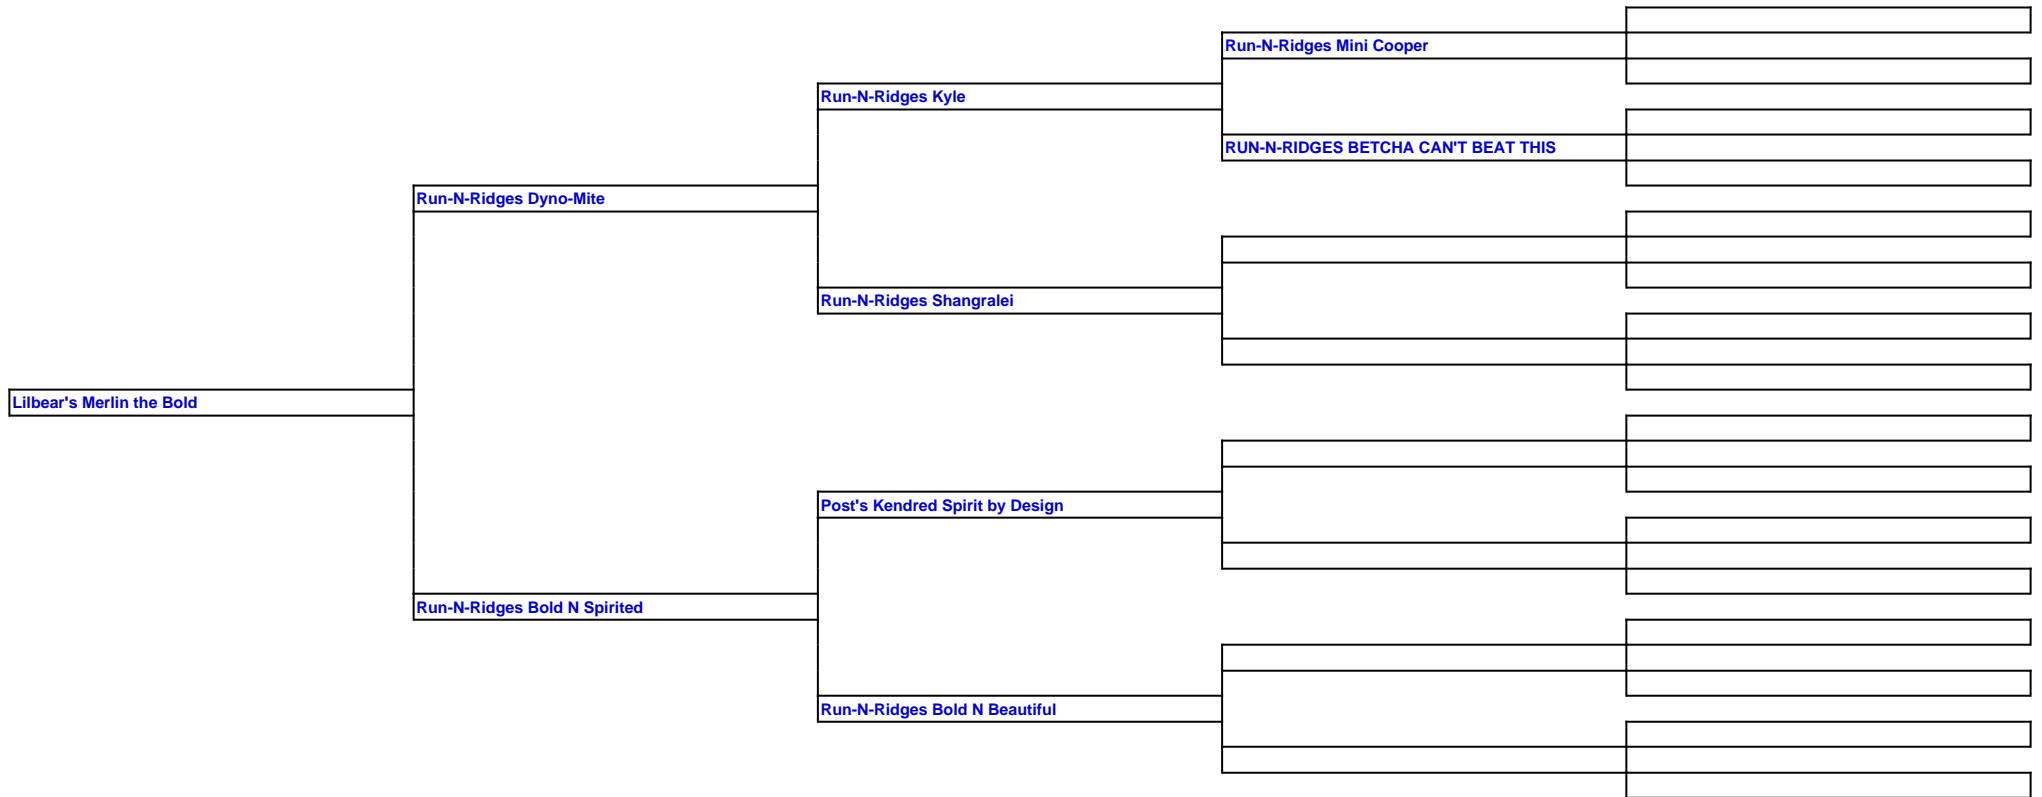 Run-N-Ridges Mini Cooper
Run-N-Ridges Kyle
RUN-N-RIDGES BETCHA CAN'T BEAT THIS
Run-N-Ridges Dyno-Mite
Run-N-Ridges Shangralei
Lilbear's Merlin the Bold
Post's Kendred Spirit by Design
Run-N-Ridges Bold N Spirited
Run-N-Ridges Bold N Beautiful